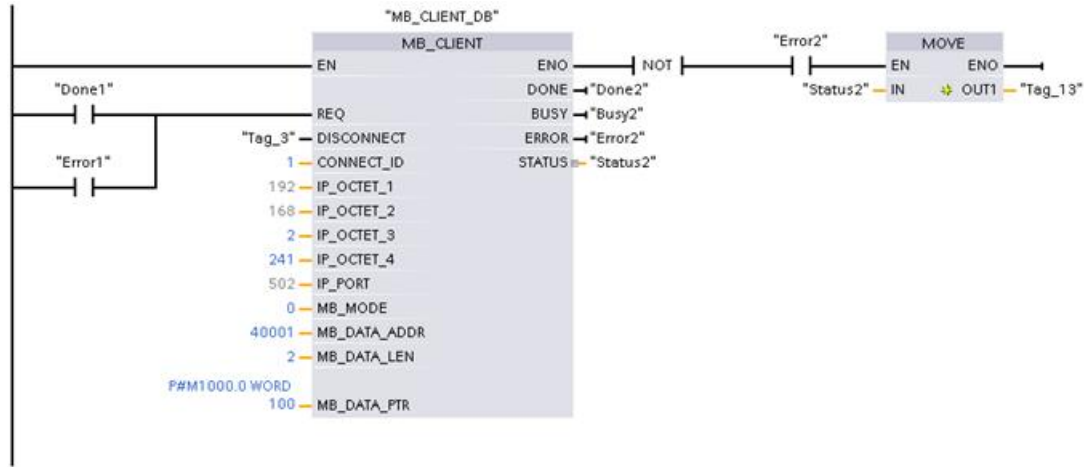 "MB_CLIENT_DB"
MB_CLIENT
"Error2"
MOVE
EN ENO NOT EN ENO
"Done1" DONE "Done2" "Status2" IN OUT1 "Tag_13"
REQ BUSY "Busy2"
"Tag_3" DISCONNECT ERROR "Error2"
"Error1" 1 CONNECT_ID STATUS "Status2"
192 IP_OCTET_1
168 IP_OCTET_2
2 IP_OCTET_3
241 IP_OCTET_4
502 IP_PORT
0 MB_MODE
40001 MB_DATA_ADDR
2 MB_DATA_LEN
P#M1000.0 WORD
100 MB_DATA_PTR